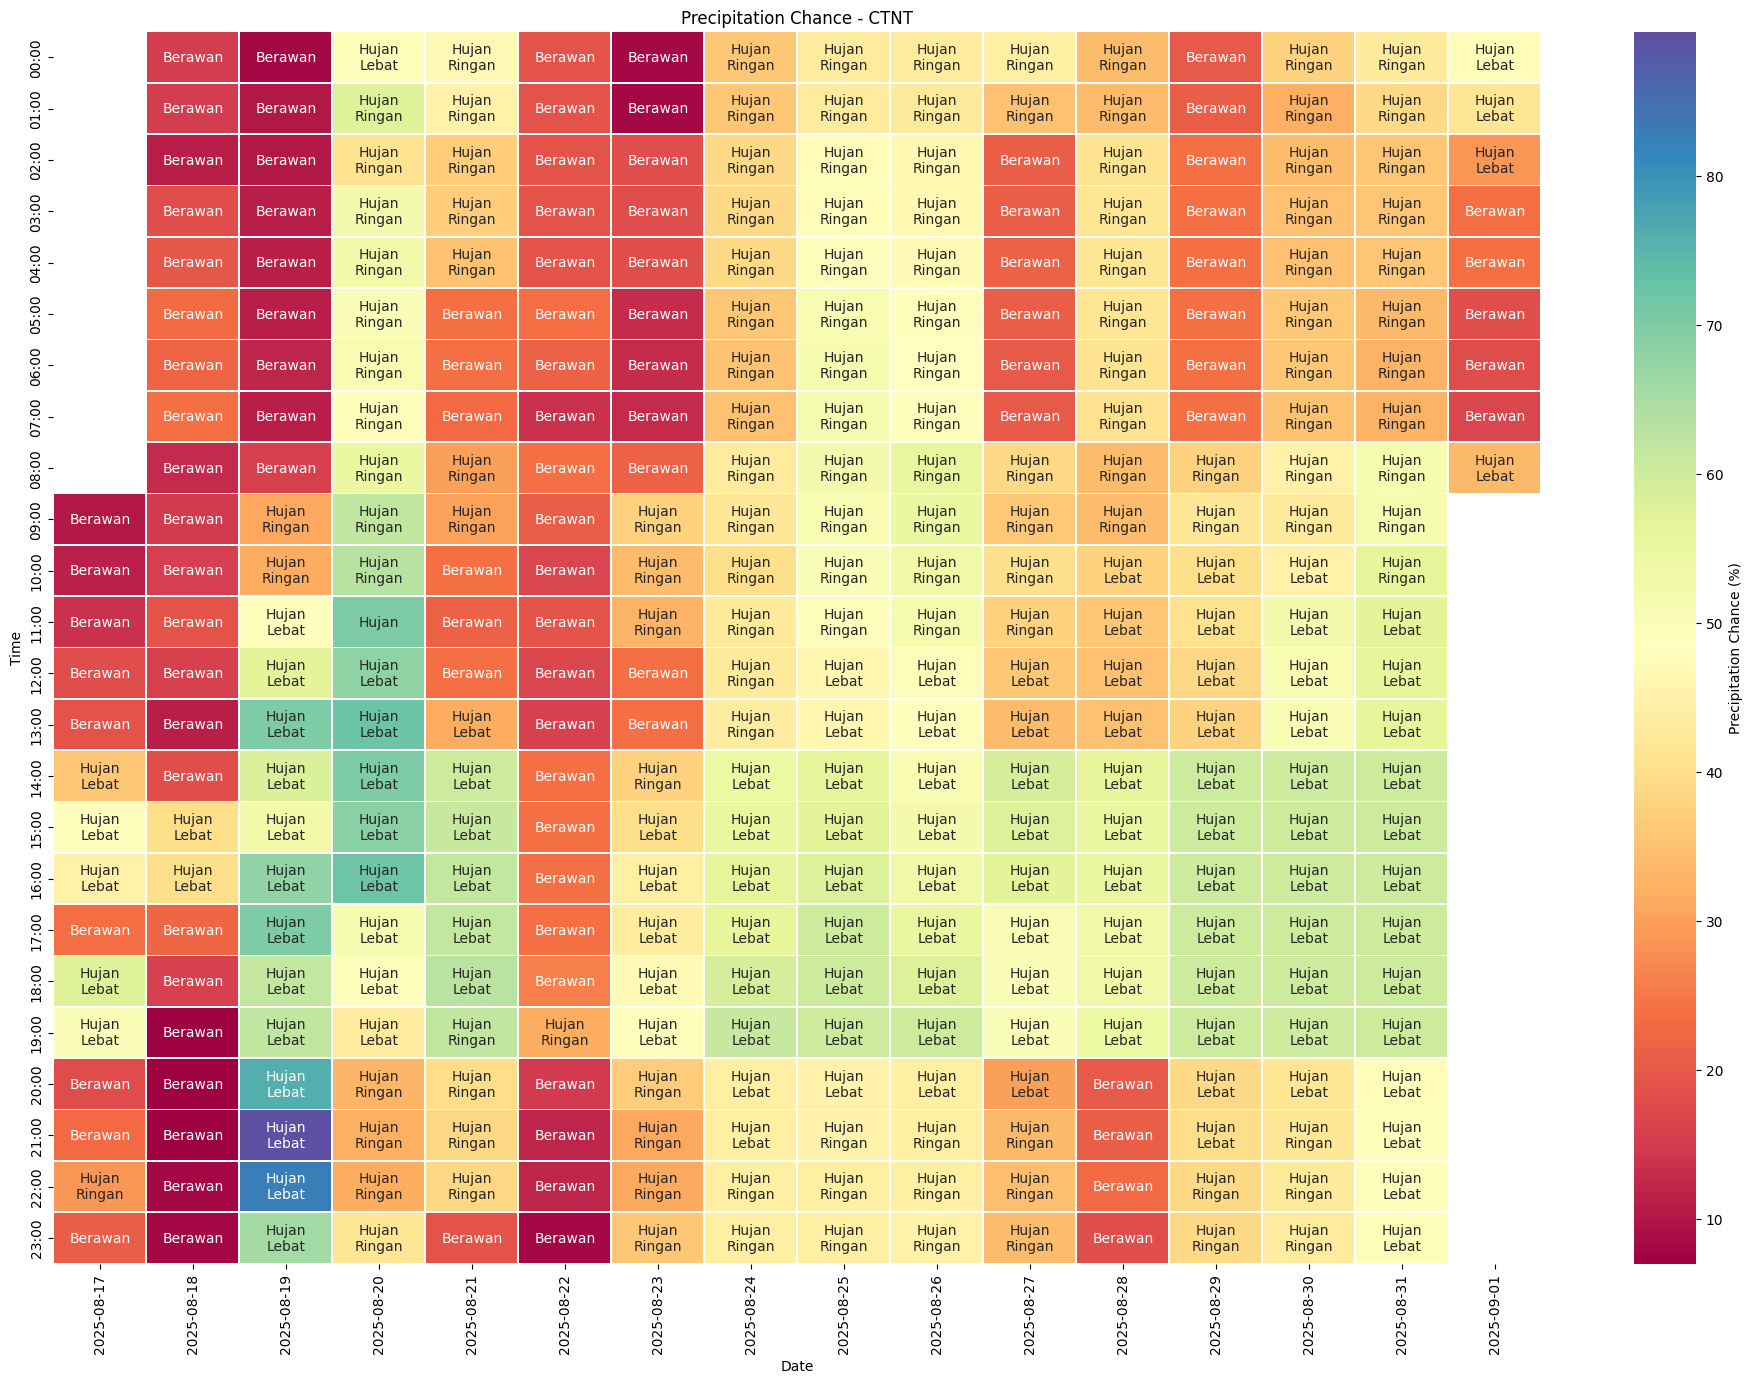 Precipitation Chance - CTNT
00:00 Berawan Berawan Hujan Lebat Hujan Ringan Berawan Berawan Hujan Ringan Hujan Ringan Hujan Ringan Hujan Ringan Hujan Ringan Berawan Hujan Ringan Hujan Ringan Hujan Lebat
01:00 Berawan Berawan Hujan Ringan Hujan Ringan Berawan Berawan Hujan Ringan Hujan Ringan Hujan Ringan Hujan Ringan Hujan Ringan Berawan Hujan Ringan Hujan Ringan Hujan Lebat
02:00 Berawan Berawan Hujan Ringan Hujan Ringan Berawan Berawan Hujan Ringan Hujan Ringan Hujan Ringan Berawan Hujan Ringan Berawan Hujan Ringan Hujan Ringan Hujan Lebat
03:00 Berawan Berawan Hujan Ringan Hujan Ringan Berawan Berawan Hujan Ringan Hujan Ringan Hujan Ringan Berawan Hujan Ringan Berawan Hujan Ringan Hujan Ringan Berawan
04:00 Berawan Berawan Hujan Ringan Hujan Ringan Berawan Berawan Hujan Ringan Hujan Ringan Hujan Ringan Berawan Hujan Ringan Berawan Hujan Ringan Hujan Ringan Berawan
05:00 Berawan Berawan Hujan Ringan Berawan Berawan Berawan Hujan Ringan Hujan Ringan Hujan Ringan Berawan Hujan Ringan Berawan Hujan Ringan Hujan Ringan Berawan
06:00 Berawan Berawan Hujan Ringan Berawan Berawan Berawan Hujan Ringan Hujan Ringan Hujan Ringan Berawan Hujan Ringan Berawan Hujan Ringan Hujan Ringan Berawan
07:00 Berawan Berawan Hujan Ringan Berawan Berawan Berawan Hujan Ringan Hujan Ringan Hujan Ringan Berawan Hujan Ringan Berawan Hujan Ringan Hujan Ringan Berawan
08:00 Berawan Berawan Hujan Ringan Hujan Ringan Berawan Berawan Hujan Ringan Hujan Ringan Hujan Ringan Hujan Ringan Hujan Ringan Hujan Ringan Hujan Ringan Hujan Ringan Hujan Lebat
09:00 Berawan Berawan Hujan Ringan Hujan Ringan Hujan Ringan Berawan Hujan Ringan Hujan Ringan Hujan Ringan Hujan Ringan Hujan Ringan Hujan Ringan Hujan Ringan Hujan Ringan Hujan Ringan
10:00 Berawan Berawan Hujan Ringan Hujan Ringan Berawan Berawan Hujan Ringan Hujan Ringan Hujan Ringan Hujan Ringan Hujan Ringan Hujan Lebat Hujan Lebat Hujan Lebat Hujan Ringan
11:00 Berawan Berawan Hujan Lebat Hujan Berawan Berawan Hujan Ringan Hujan Ringan Hujan Ringan Hujan Ringan Hujan Ringan Hujan Lebat Hujan Lebat Hujan Lebat Hujan Lebat
12:00 Berawan Berawan Hujan Lebat Hujan Lebat Berawan Berawan Berawan Hujan Ringan Hujan Lebat Hujan Lebat Hujan Lebat Hujan Lebat Hujan Lebat Hujan Lebat Hujan Lebat
13:00 Berawan Berawan Hujan Lebat Hujan Lebat Hujan Lebat Berawan Berawan Hujan Ringan Hujan Lebat Hujan Lebat Hujan Lebat Hujan Lebat Hujan Lebat Hujan Lebat Hujan Lebat
14:00 Hujan Lebat Berawan Hujan Lebat Hujan Lebat Hujan Lebat Berawan Hujan Ringan Hujan Lebat Hujan Lebat Hujan Lebat Hujan Lebat Hujan Lebat Hujan Lebat Hujan Lebat Hujan Lebat
15:00 Hujan Lebat Hujan Lebat Hujan Lebat Hujan Lebat Hujan Lebat Berawan Hujan Lebat Hujan Lebat Hujan Lebat Hujan Lebat Hujan Lebat Hujan Lebat Hujan Lebat Hujan Lebat Hujan Lebat
16:00 Hujan Lebat Hujan Lebat Hujan Lebat Hujan Lebat Hujan Lebat Berawan Hujan Lebat Hujan Lebat Hujan Lebat Hujan Lebat Hujan Lebat Hujan Lebat Hujan Lebat Hujan Lebat Hujan Lebat
17:00 Berawan Berawan Hujan Lebat Hujan Lebat Hujan Lebat Berawan Hujan Lebat Hujan Lebat Hujan Lebat Hujan Lebat Hujan Lebat Hujan Lebat Hujan Lebat Hujan Lebat Hujan Lebat
18:00 Hujan Lebat Berawan Hujan Lebat Hujan Lebat Hujan Lebat Berawan Hujan Lebat Hujan Lebat Hujan Lebat Hujan Lebat Hujan Lebat Hujan Lebat Hujan Lebat Hujan Lebat Hujan Lebat
19:00 Hujan Lebat Berawan Hujan Lebat Hujan Lebat Hujan Ringan Hujan Ringan Hujan Lebat Hujan Lebat Hujan Lebat Hujan Lebat Hujan Lebat Hujan Lebat Hujan Lebat Hujan Lebat Hujan Lebat
20:00 Berawan Berawan Hujan Lebat Hujan Ringan Hujan Ringan Berawan Hujan Ringan Hujan Lebat Hujan Lebat Hujan Lebat Hujan Lebat Berawan Hujan Lebat Hujan Lebat Hujan Lebat
21:00 Berawan Berawan Hujan Lebat Hujan Ringan Hujan Ringan Berawan Hujan Ringan Hujan Lebat Hujan Ringan Hujan Ringan Hujan Ringan Berawan Hujan Lebat Hujan Ringan Hujan Lebat
22:00 Hujan Ringan Berawan Hujan Lebat Hujan Ringan Hujan Ringan Berawan Hujan Ringan Hujan Ringan Hujan Ringan Hujan Ringan Hujan Ringan Berawan Hujan Ringan Hujan Ringan Hujan Lebat
23:00 Berawan Berawan Hujan Lebat Hujan Ringan Berawan Berawan Hujan Ringan Hujan Ringan Hujan Ringan Hujan Ringan Hujan Ringan Berawan Hujan Ringan Hujan Ringan Hujan Lebat
Time
2025-08-17 2025-08-18 2025-08-19 2025-08-20 2025-08-21 2025-08-22 2025-08-23 2025-08-24 2025-08-25 2025-08-26 2025-08-27 2025-08-28 2025-08-29 2025-08-30 2025-08-31 2025-09-01
Date
80
70
60
50
40
30
20
10
Precipitation Chance (%)